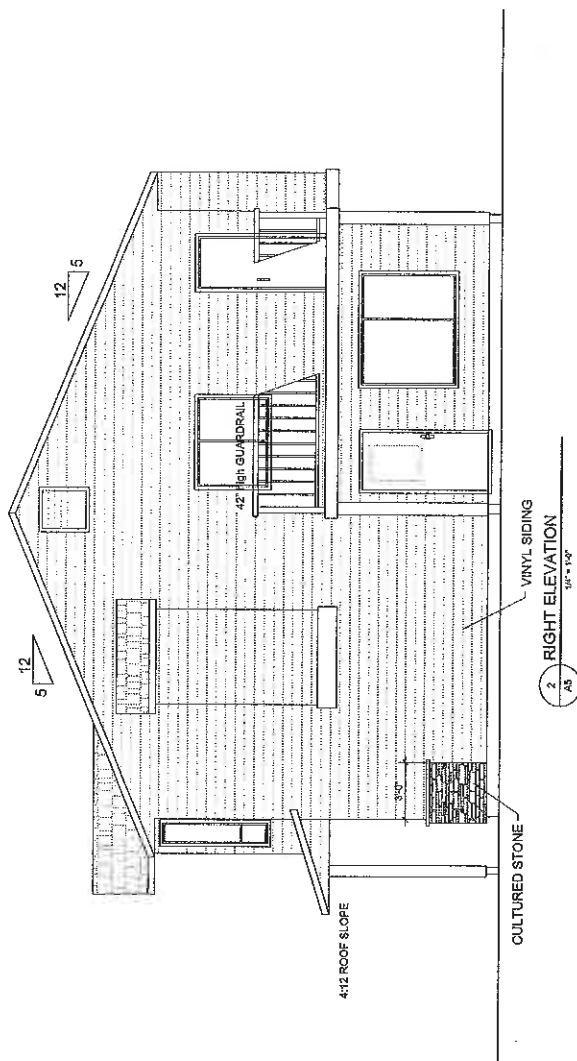 12
5
12
5
42" High GUARDRAIL
4:12 ROOF SLOPE
3'-0"
CULTURED STONE
VINYL SIDING
2
A5
RIGHT ELEVATION
1/4" = 1'-0"